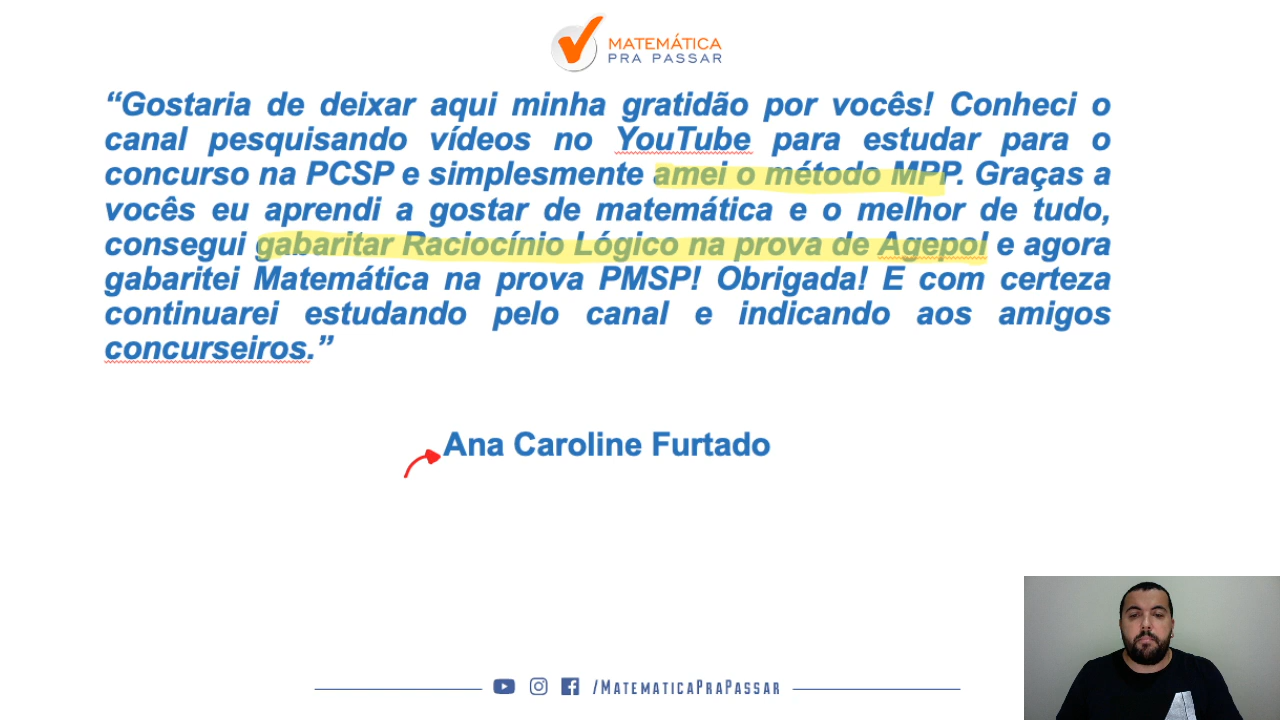 MATEMÁTICA
PRA PASSAR
“Gostaria de deixar aqui minha gratidão por vocês! Conheci o
canal pesquisando vídeos no YouTube para estudar para o
concurso na PCSP e simplesmente amei o método MPP. Graças a
vocês eu aprendi a gostar de matemática e o melhor de tudo,
consegui gabaritar Raciocínio Lógico na prova de Agepol e agora
gabaritei Matemática na prova PMSP! Obrigada! E com certeza
continuarei estudando pelo canal e indicando aos amigos
concurseiros.”
Ana Caroline Furtado
/MATEMATICAPRAPASSAR